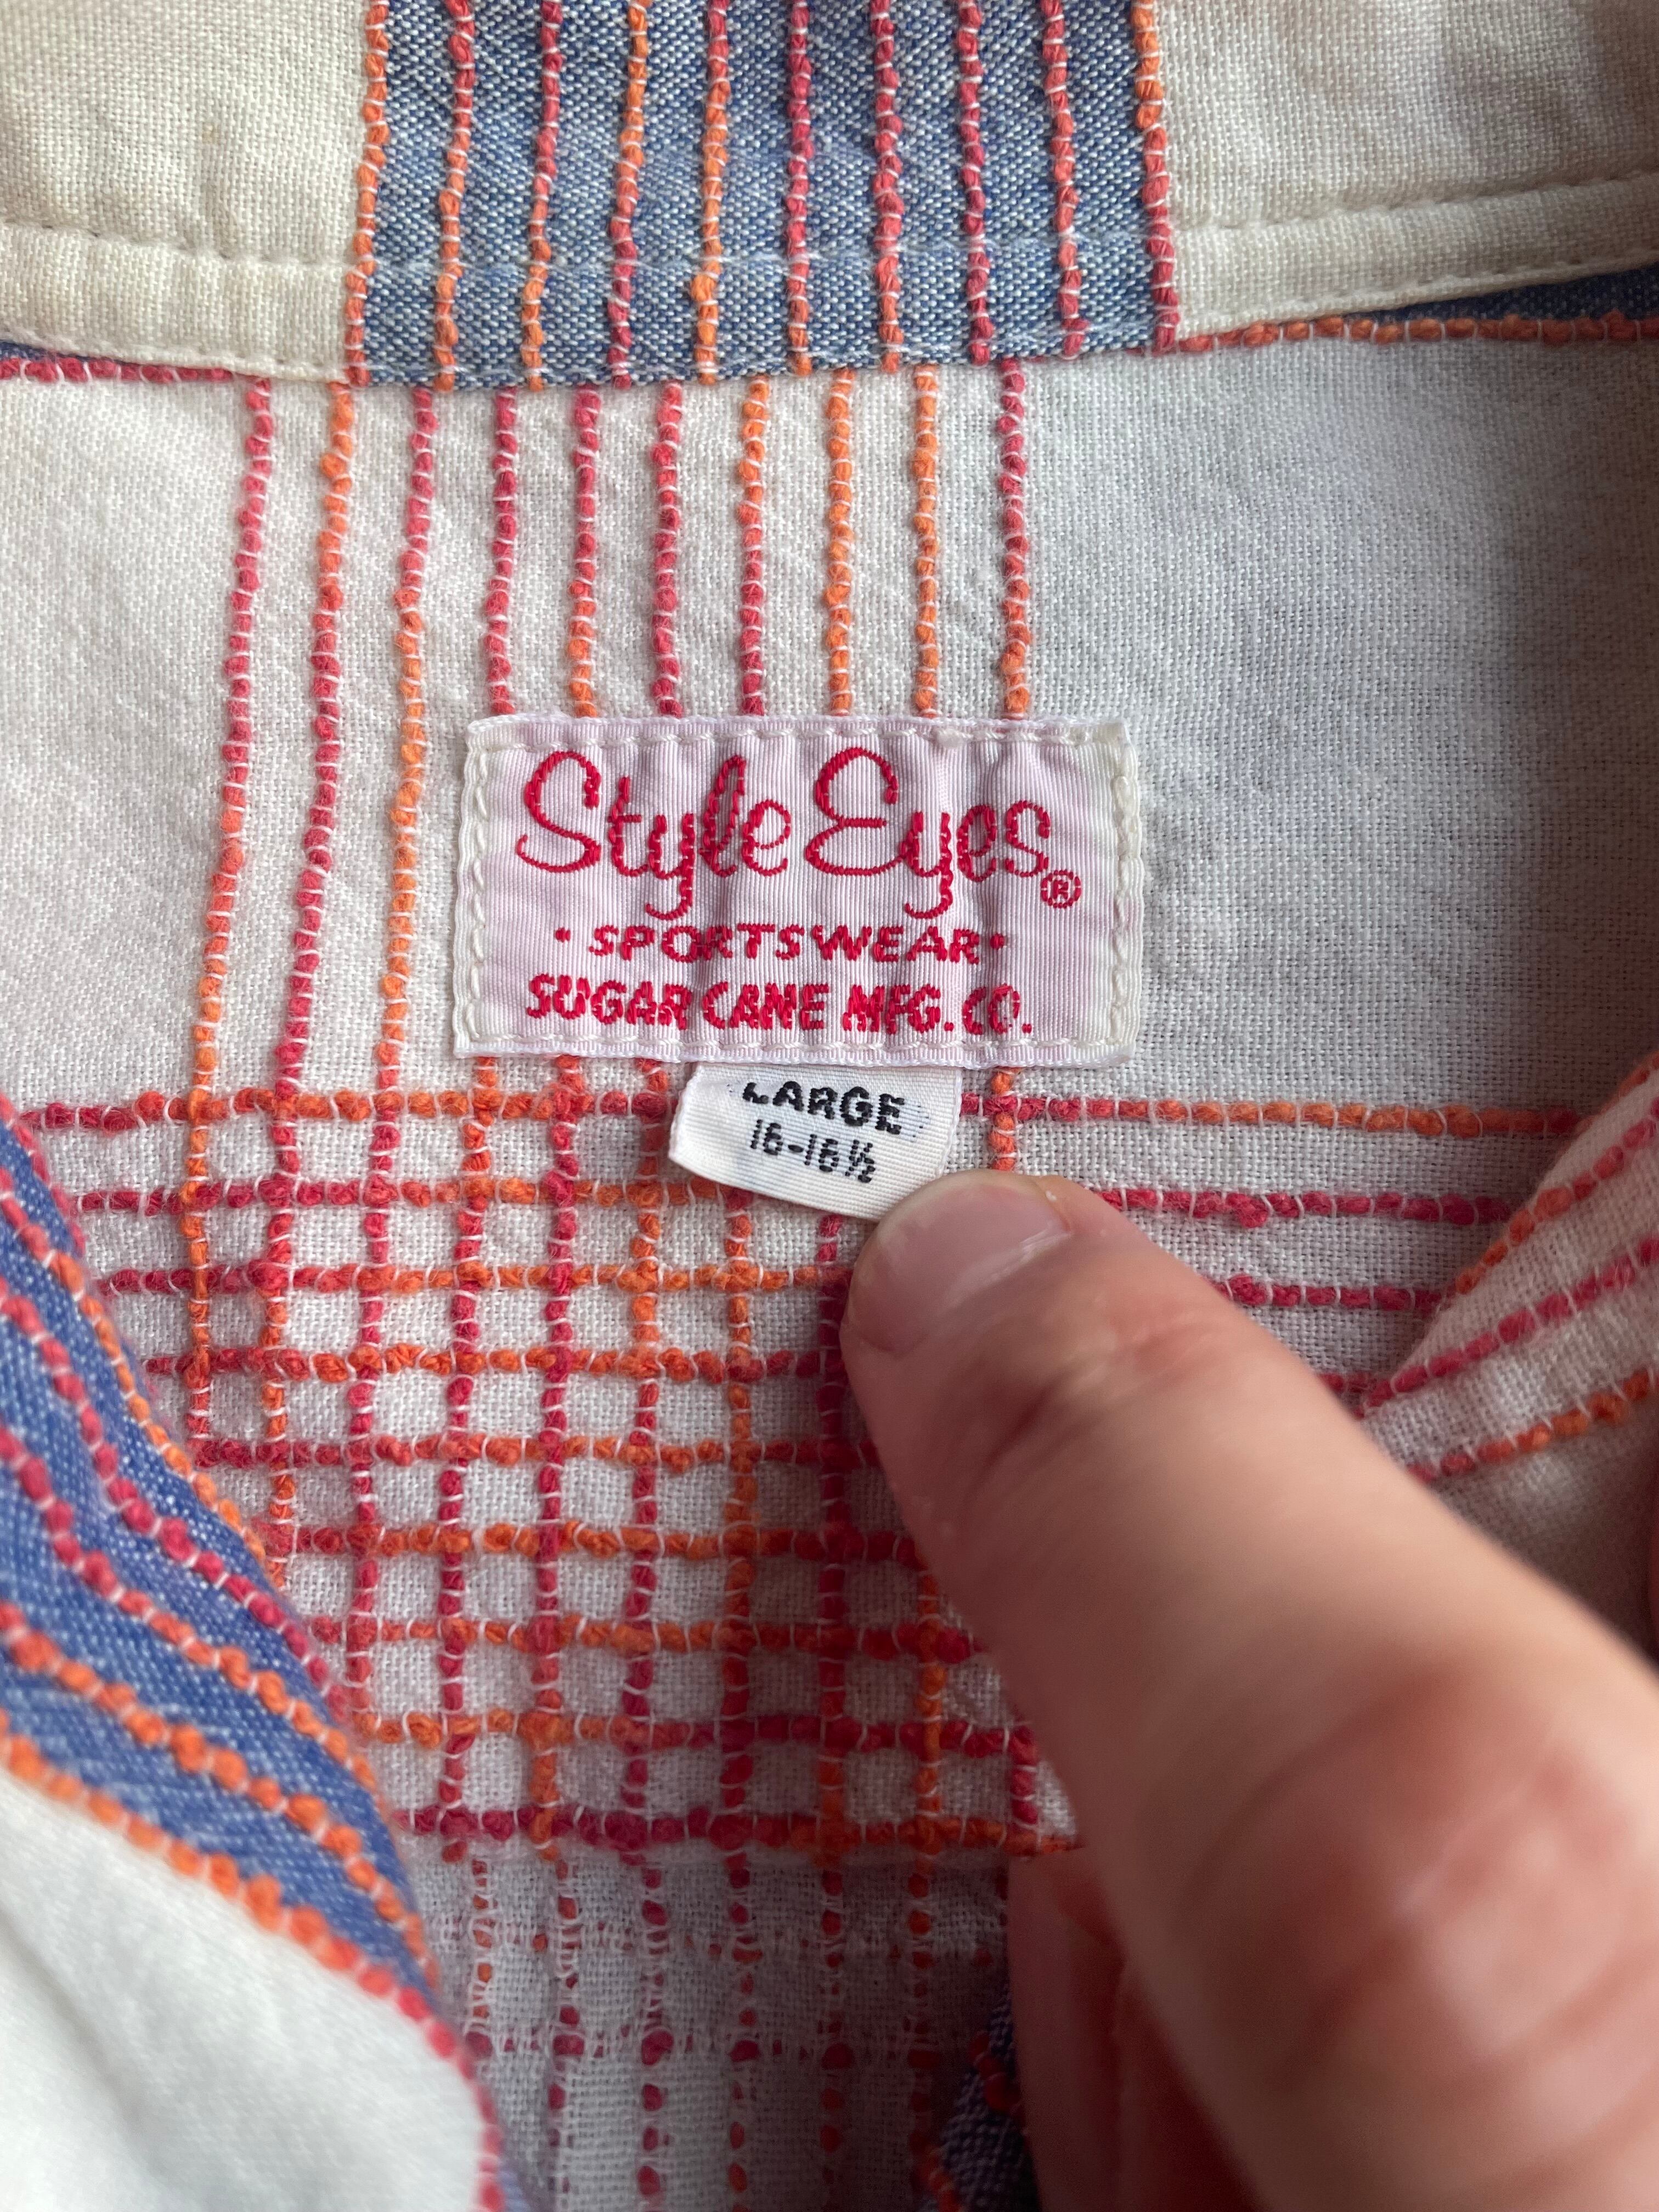 Style Eyes®
• SPORTSWEAR •
SUGAR CANE MFG. CO.
LARGE
16-16½